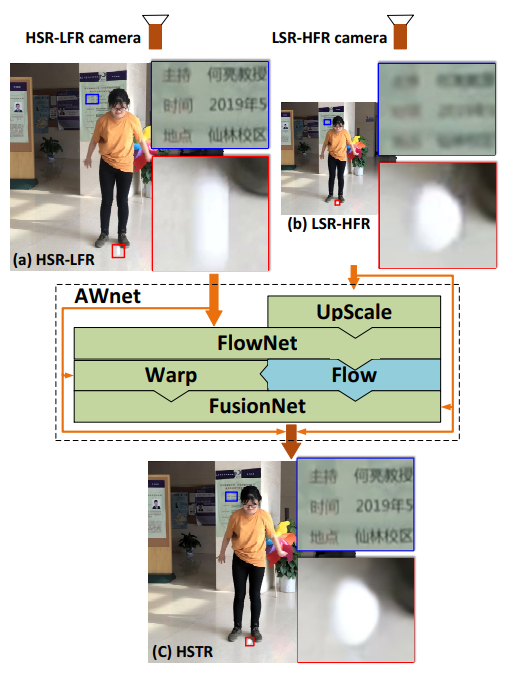 HSR-LFR camera
LSR-HFR camera
主持 何亮教授
时间 2019年5
地点 仙林校区
(a) HSR-LFR
(b) LSR-HFR
AWnet
UpScale
FlowNet
Warp
Flow
FusionNet
主持 何亮教授
时间 2019年5
地点 仙林校区
(C) HSTR